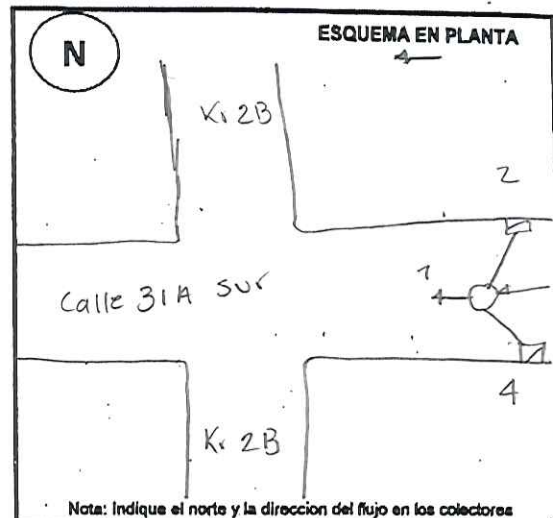 N
ESQUEMA EN PLANTA
Kr 2B
2
Calle 31A SUR
1
4
Kr 2B
Nota: Indique el norte y la direccion del flujo en los colectores